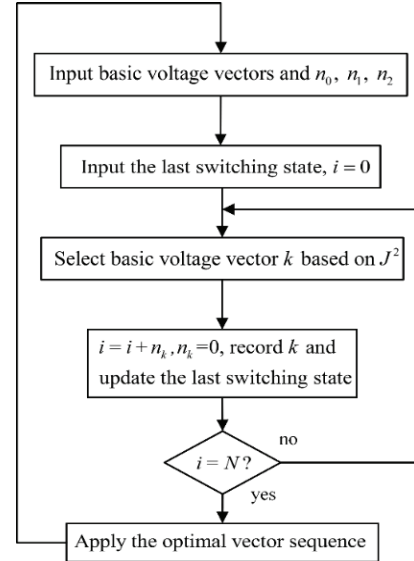 Input basic voltage vectors and n₀, n₁, n₂
Input the last switching state, i = 0
Select basic voltage vector k based on J²
i = i + nₖ, nₖ=0, record k and
update the last switching state
i = N?
no
yes
Apply the optimal vector sequence